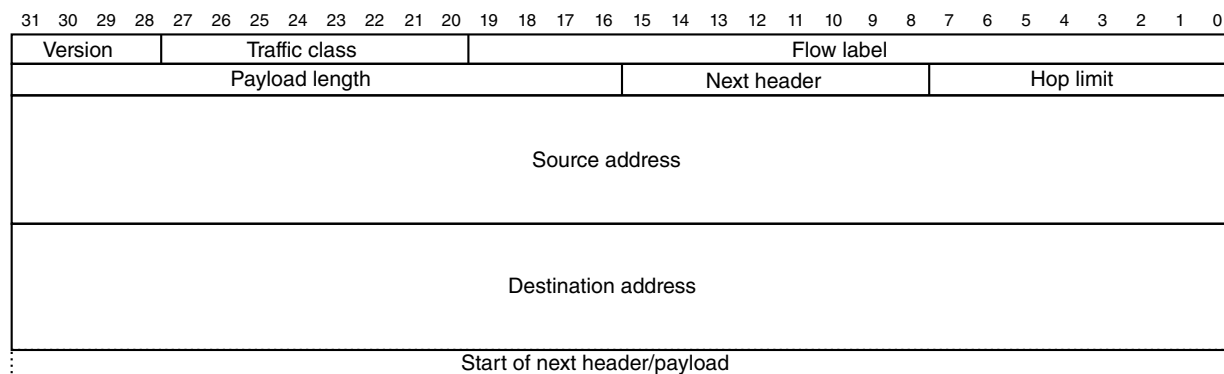 31 30 29 28 27 26 25 24 23 22 21 20 19 18 17 16 15 14 13 12 11 10 9 8 7 6 5 4 3 2 1 0
Version Traffic class Flow label
Payload length Next header Hop limit
Source address
Destination address
Start of next header/payload